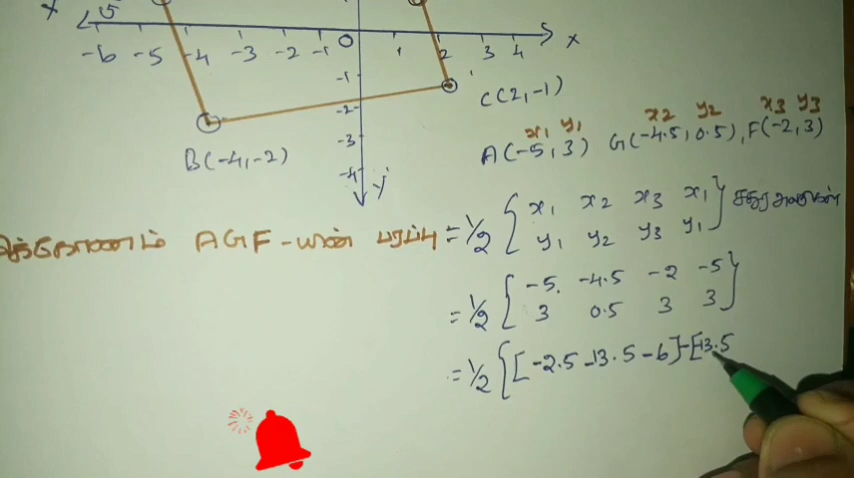 X' 5 0 X
-6 -5 -4 -3 -2 -1 1 2 3 4
-1
-2
-3
-4
Y'
C(2,-1)
B(-4,-2)
x1 y1 x2 y2 x3 y3
A(-5,3) G(-4.5,0.5), F(-2,3)
முக்கோணம் AGF-யின் பரப்பு = 1/2 { x1 x2 x3 x1 } சதுர அலகுகள்
y1 y2 y3 y1
= 1/2 { -5 -4.5 -2 -5 }
3 0.5 3 3
= 1/2 { [-2.5 -13.5 -6] - [-13.5